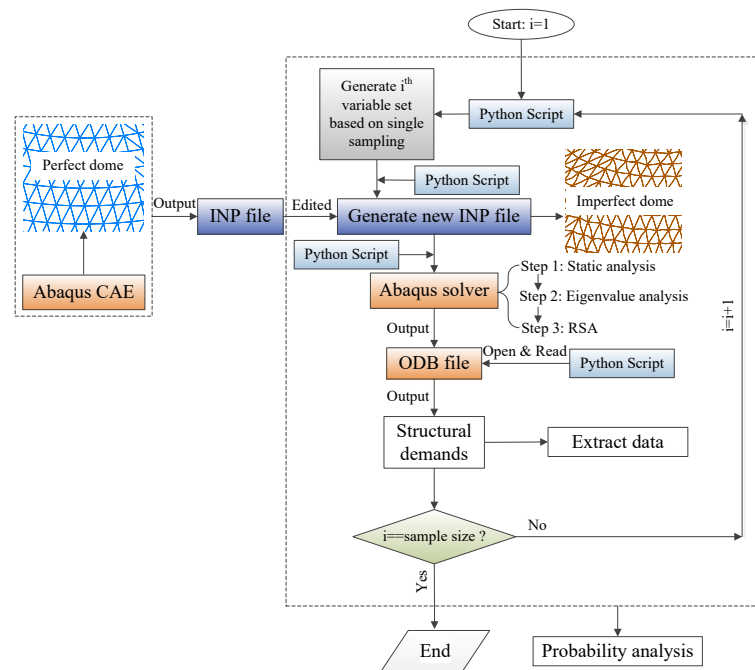 Start: i=1
Generate iᵗʰ
variable set
based on single
sampling
Python Script
Perfect dome
Python Script
Output
INP file
Edited
Generate new INP file
Imperfect dome
Python Script
Abaqus CAE
Abaqus solver
Step 1: Static analysis
Step 2: Eigenvalue analysis
Step 3: RSA
i=i+1
Output
ODB file
Open & Read
Python Script
Output
Structural
demands
Extract data
i==sample size ?
No
Yes
End
Probability analysis